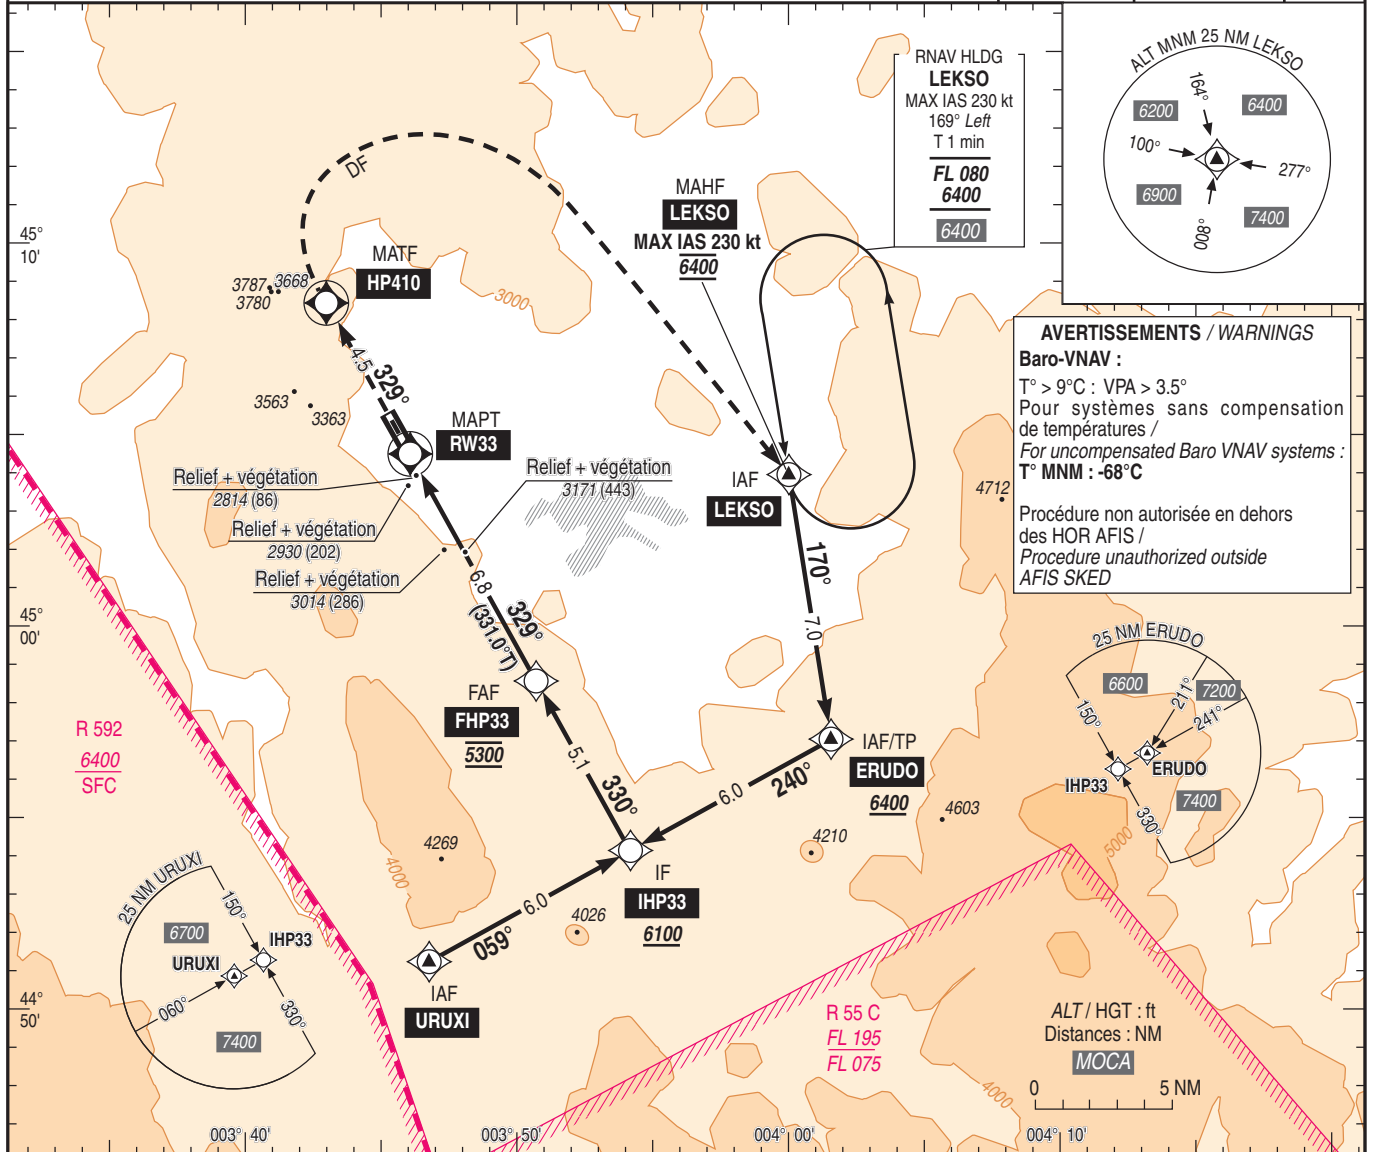 RNAV HLDG
LEKSO
MAX IAS 230 kt
169° Left
T 1 min
FL 080
6400
6400
ALT MNM 25 NM LEKSO
164°
6200
6400
100°
277°
6900
7400
008°
DF
MAHF
LEKSO
MAX IAS 230 kt
6400
45°
10'
MATF
HP410
3787
3668
3780
3000
4.5
329°
3563
3363
MAPT
RW33
AVERTISSEMENTS / WARNINGS
Baro-VNAV :
T° > 9°C : VPA > 3.5°
Pour systèmes sans compensation
de températures /
For uncompensated Baro VNAV systems :
T° MNM : -68°C
Procédure non autorisée en dehors
des HOR AFIS /
Procedure unauthorized outside
AFIS SKED
Relief + végétation
2814 (86)
Relief + végétation
3171 (443)
Relief + végétation
2930 (202)
Relief + végétation
3014 (286)
IAF
LEKSO
4712
170°
7.0
6.8
329°
(331.0°T)
45°
00'
FAF
FHP33
5300
5.1
330°
IAF/TP
ERUDO
6400
6.0
240°
25 NM ERUDO
6600
7200
211°
241°
150°
IHP33
ERUDO
7400
330°
R 592
6400
SFC
4269
4000
4603
4210
5000
IF
IHP33
6100
6.0
059°
4026
25 NM URUXI
150°
6700
IHP33
URUXI
060°
330°
7400
IAF
URUXI
44°
50'
R 55 C
FL 195
FL 075
ALT / HGT : ft
Distances : NM
MOCA
0
5 NM
4000
003° 40'
003° 50'
004° 00'
004° 10'